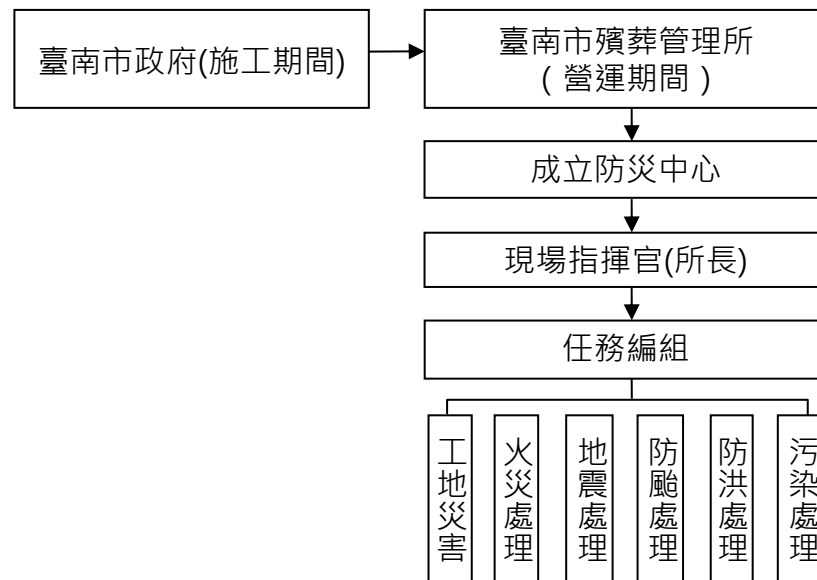 臺南市政府(施工期間)
臺南市殯葬管理所
（營運期間）
成立防災中心
現場指揮官(所長)
任務編組
工地災害
火災處理
地震處理
防颱處理
防洪處理
污染處理